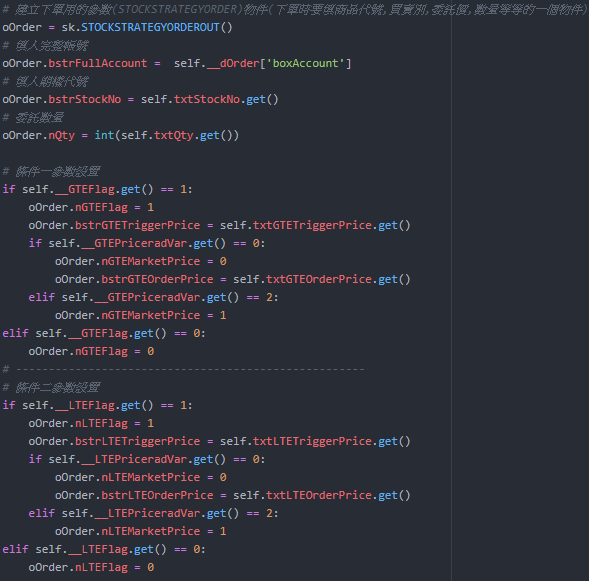 # 建立下單用的參數(STOCKSTRATEGYORDER)物件(下單時要填商品代號,買賣別,委託價,數量等等的一個物件)
oOrder = sk.STOCKSTRATEGYORDEROUT()
# 填入完整帳號
oOrder.bstrFullAccount =  self.__dOrder['boxAccount']
# 填入期權代號
oOrder.bstrStockNo = self.txtStockNo.get()
# 委託數量
oOrder.nQty = int(self.txtQty.get())
# 條件一參數設置
if self.__GTEFlag.get() == 1:
    oOrder.nGTEFlag = 1
    oOrder.bstrGTETriggerPrice = self.txtGTETriggerPrice.get()
    if self.__GTEPriceradVar.get() == 0:
        oOrder.nGTEMarketPrice = 0
        oOrder.bstrGTEOrderPrice = self.txtGTEOrderPrice.get()
    elif self.__GTEPriceradVar.get() == 2:
        oOrder.nGTEMarketPrice = 1
elif self.__GTEFlag.get() == 0:
    oOrder.nGTEFlag = 0
# -----------------------------------------------------
# 條件二參數設置
if self.__LTEFlag.get() == 1:
    oOrder.nLTEFlag = 1
    oOrder.bstrLTETriggerPrice = self.txtLTETriggerPrice.get()
    if self.__LTEPriceradVar.get() == 0:
        oOrder.nLTEMarketPrice = 0
        oOrder.bstrLTEOrderPrice = self.txtLTEOrderPrice.get()
    elif self.__LTEPriceradVar.get() == 2:
        oOrder.nLTEMarketPrice = 1
elif self.__LTEFlag.get() == 0:
    oOrder.nLTEFlag = 0